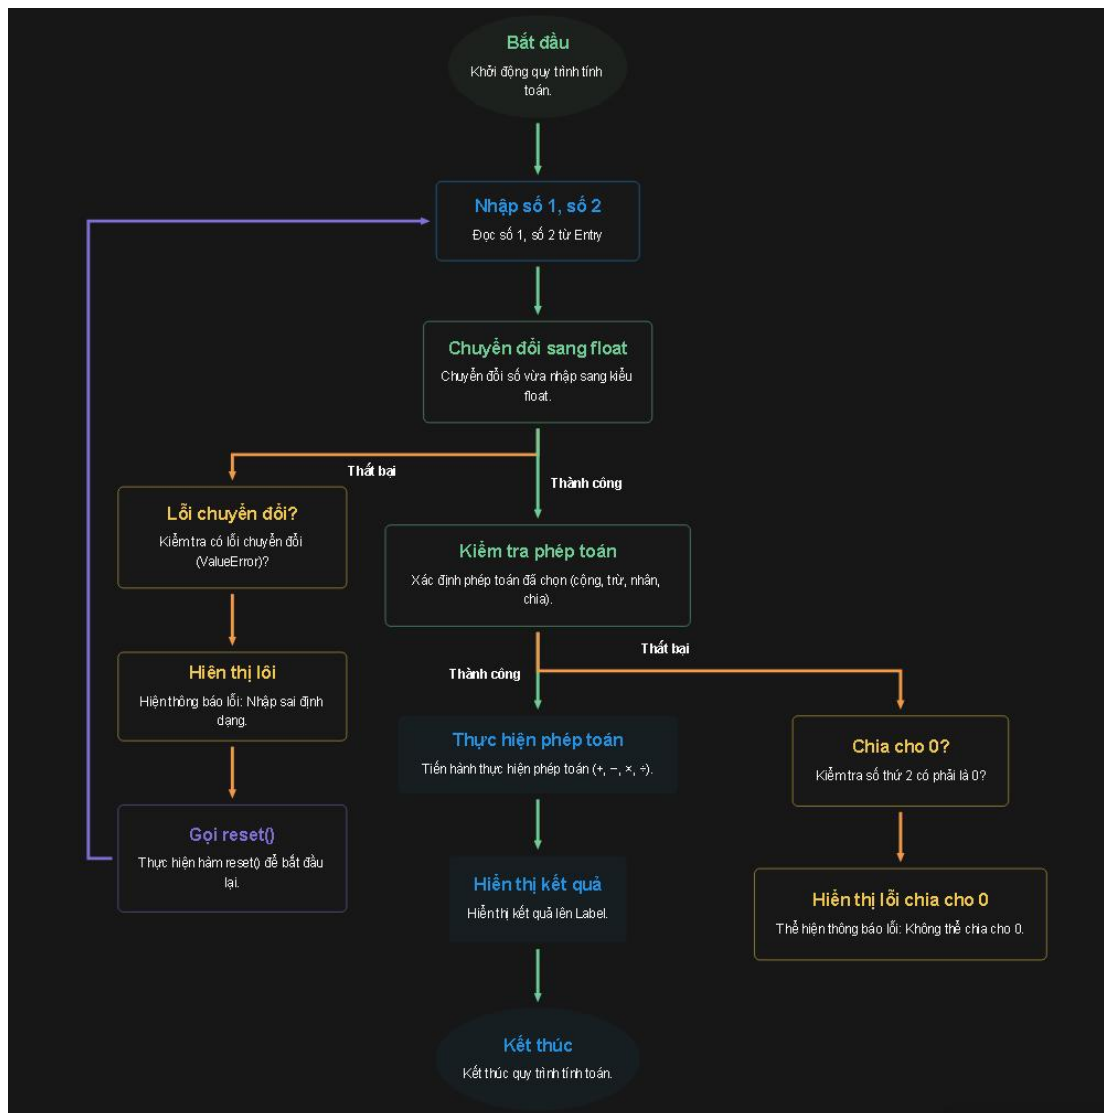 Bắt đầu
Khởi động quy trình tính
toán.
Nhập số 1, số 2
Đọc số 1, số 2 từ Entry
Chuyển đổi sang float
Chuyển đổi số vừa nhập sang kiểu
float.
Thất bại
Thành công
Lỗi chuyển đổi?
Kiểm tra có lỗi chuyển đổi
(ValueError)?
Kiểm tra phép toán
Xác định phép toán đã chọn (cộng, trừ, nhân,
chia).
Hiên thị lôi
Hiện thông báo lỗi: Nhập sai định
dạng.
Thành công
Thất bại
Thực hiện phép toán
Tiến hành thực hiện phép toán (+, −, ×, ÷).
Chia cho 0?
Kiểm tra số thứ 2 có phải là 0?
Gọi reset()
Thực hiện hàm reset() để bắt đầu
lại.
Hiển thị kết quả
Hiển thị kết quả lên Label.
Hiển thị lỗi chia cho 0
Thể hiện thông báo lỗi: Không thể chia cho 0.
Kết thúc
Kết thúc quy trình tính toán.